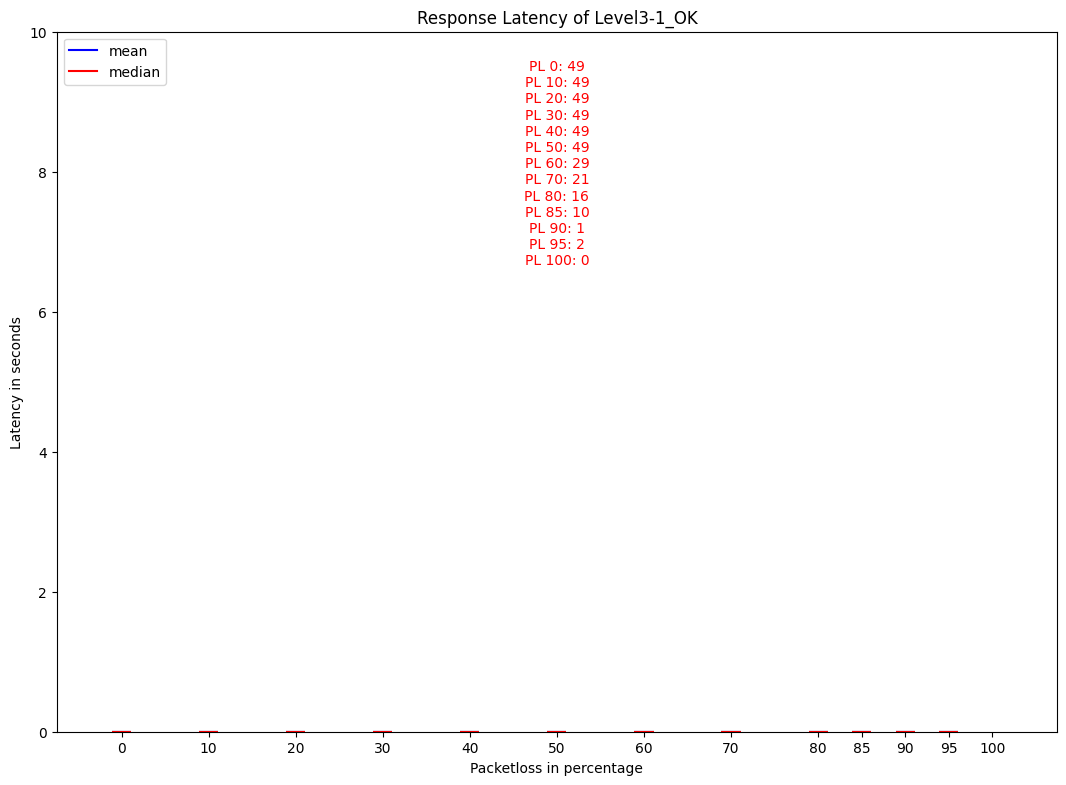 Response Latency of Level3-1_OK
mean
median
PL 0: 49
PL 10: 49
PL 20: 49
PL 30: 49
PL 40: 49
PL 50: 49
PL 60: 29
PL 70: 21
PL 80: 16
PL 85: 10
PL 90: 1
PL 95: 2
PL 100: 0
10
8
6
4
2
0
Latency in seconds
0 10 20 30 40 50 60 70 80 85 90 95 100
Packetloss in percentage